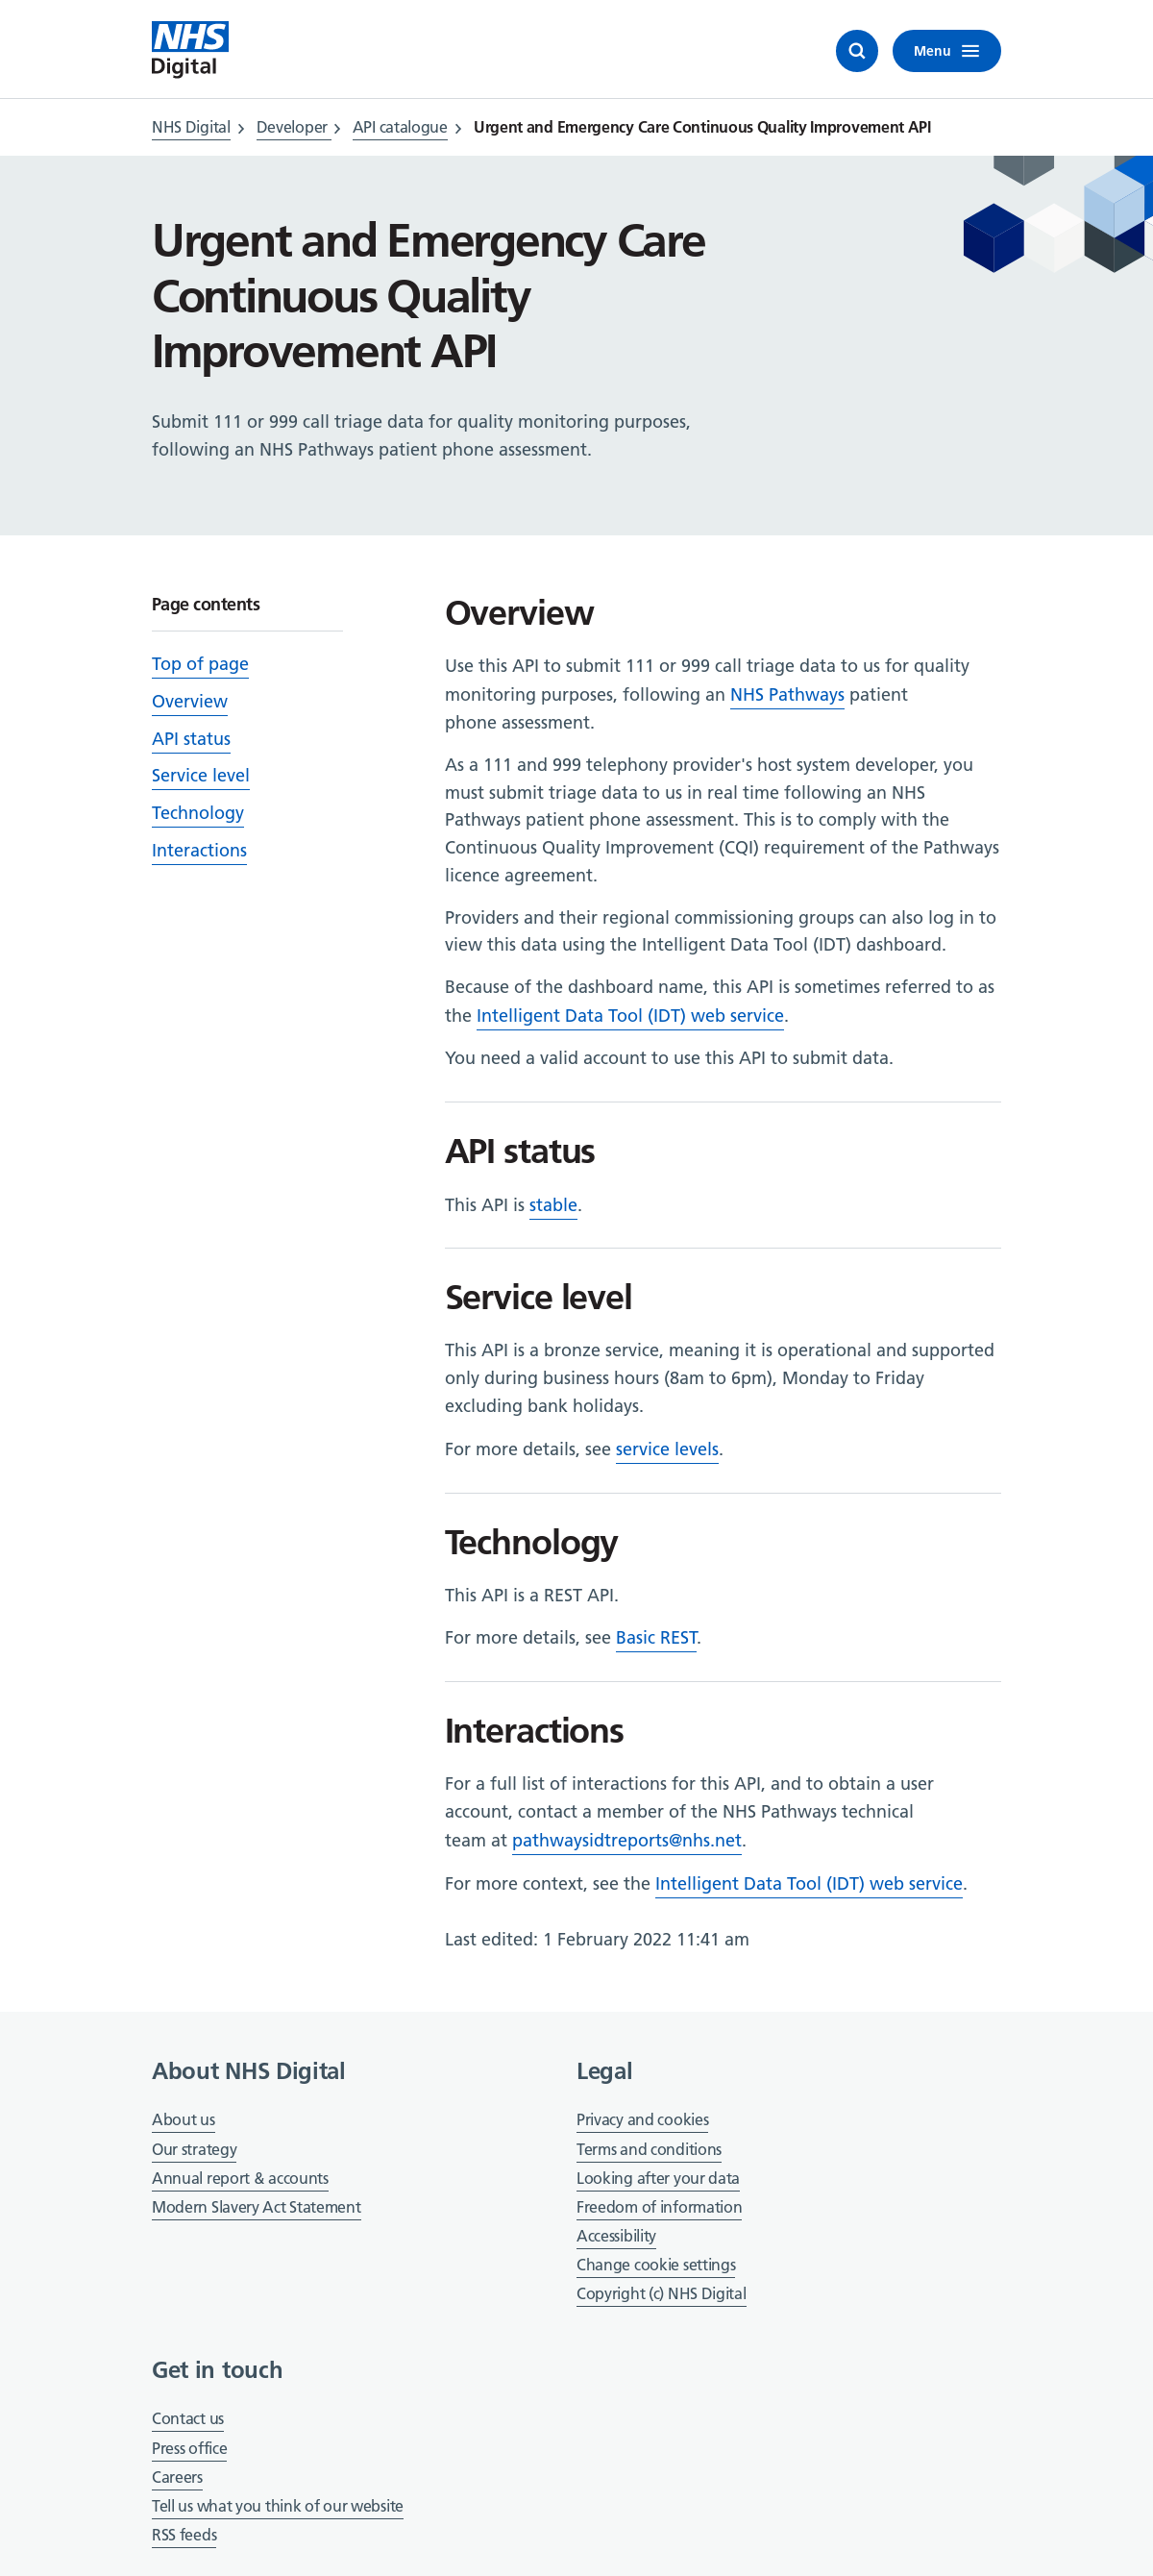 NHS
Digital
Menu
NHS Digital
Developer
API catalogue
Urgent and Emergency Care Continuous Quality Improvement API
Urgent and Emergency Care
Continuous Quality
Improvement API
Submit 111 or 999 call triage data for quality monitoring purposes,
following an NHS Pathways patient phone assessment.
Page contents
Top of page
Overview
API status
Service level
Technology
Interactions
Overview
Use this API to submit 111 or 999 call triage data to us for quality
monitoring purposes, following an NHS Pathways patient
phone assessment.
As a 111 and 999 telephony provider's host system developer, you
must submit triage data to us in real time following an NHS
Pathways patient phone assessment. This is to comply with the
Continuous Quality Improvement (CQI) requirement of the Pathways
licence agreement.
Providers and their regional commissioning groups can also log in to
view this data using the Intelligent Data Tool (IDT) dashboard.
Because of the dashboard name, this API is sometimes referred to as
the Intelligent Data Tool (IDT) web service.
You need a valid account to use this API to submit data.
API status
This API is stable.
Service level
This API is a bronze service, meaning it is operational and supported
only during business hours (8am to 6pm), Monday to Friday
excluding bank holidays.
For more details, see service levels.
Technology
This API is a REST API.
For more details, see Basic REST.
Interactions
For a full list of interactions for this API, and to obtain a user
account, contact a member of the NHS Pathways technical
team at pathwaysidtreports@nhs.net.
For more context, see the Intelligent Data Tool (IDT) web service.
Last edited: 1 February 2022 11:41 am
About NHS Digital
About us
Our strategy
Annual report & accounts
Modern Slavery Act Statement
Legal
Privacy and cookies
Terms and conditions
Looking after your data
Freedom of information
Accessibility
Change cookie settings
Copyright (c) NHS Digital
Get in touch
Contact us
Press office
Careers
Tell us what you think of our website
RSS feeds